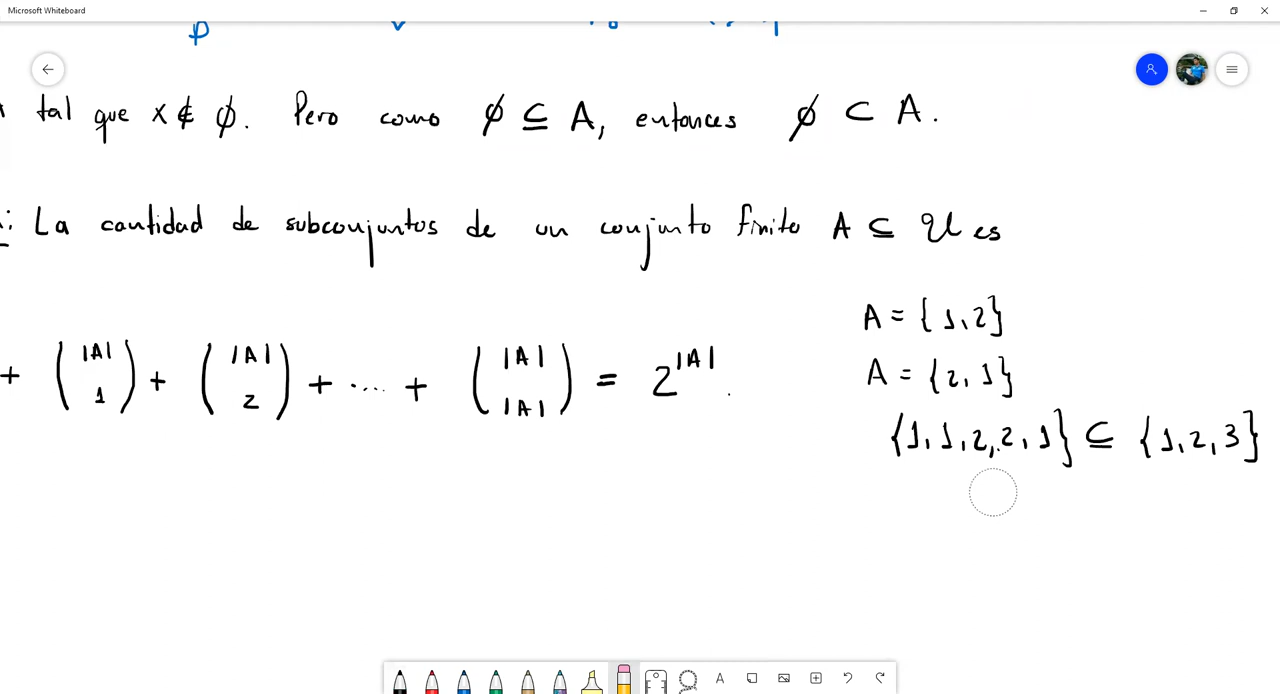 Microsoft Whiteboard
tal que x ∉ ∅. Pero como ∅ ⊆ A, entonces ∅ ⊂ A.
: La cantidad de subconjuntos de un conjunto finito A ⊆ 𝒰 es
A = {1,2}
+ (|A| 1) + (|A| 2) + .... + (|A| |A|) = 2^|A|.
A = {2,1}
{1,1,2,2,1} ⊆ {1,2,3}
A